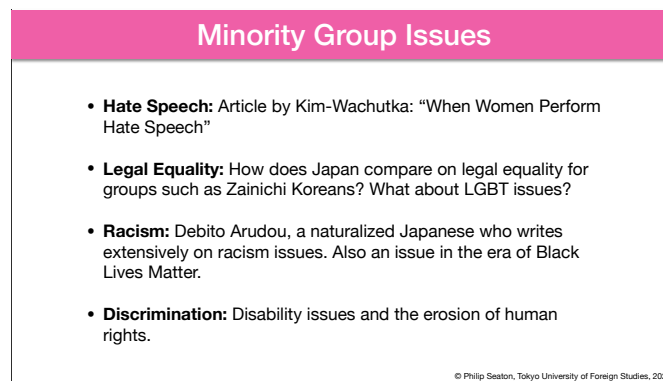 Minority Group Issues
• Hate Speech: Article by Kim-Wachutka: “When Women Perform
Hate Speech”
• Legal Equality: How does Japan compare on legal equality for
groups such as Zainichi Koreans? What about LGBT issues?
• Racism: Debito Arudou, a naturalized Japanese who writes
extensively on racism issues. Also an issue in the era of Black
Lives Matter.
• Discrimination: Disability issues and the erosion of human
rights.
© Philip Seaton, Tokyo University of Foreign Studies,